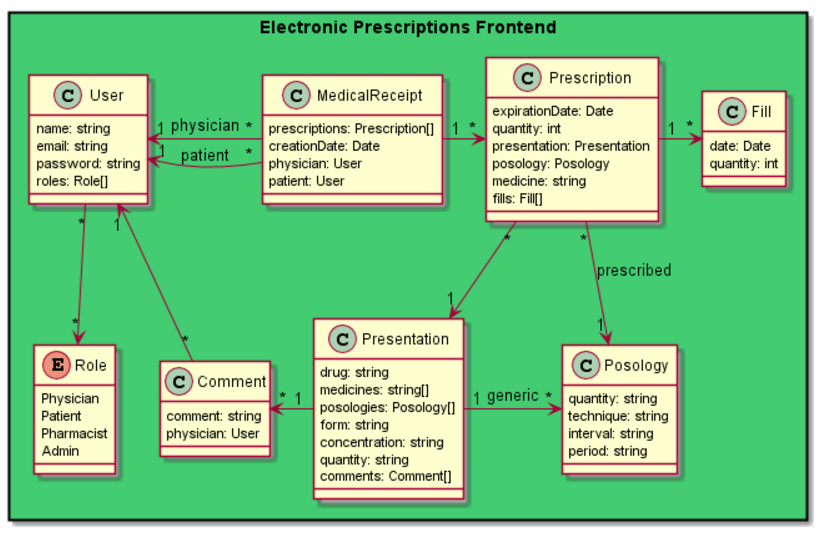 Electronic Prescriptions Frontend
C User
name: string
email: string
password: string
roles: Role[]
1 physician *
1 patient *
C MedicalReceipt
prescriptions: Prescription[]
creationDate: Date
physician: User
patient: User
1 *
C Prescription
expirationDate: Date
quantity: int
presentation: Presentation
posology: Posology
medicine: string
fills: Fill[]
1 *
C Fill
date: Date
quantity: int
*
*
1
*
*
1
*
prescribed
1
E Role
Physician
Patient
Pharmacist
Admin
C Comment
comment: string
physician: User
* 1
C Presentation
drug: string
medicines: string[]
posologies: Posology[]
form: string
concentration: string
quantity: string
comments: Comment[]
1 generic *
C Posology
quantity: string
technique: string
interval: string
period: string